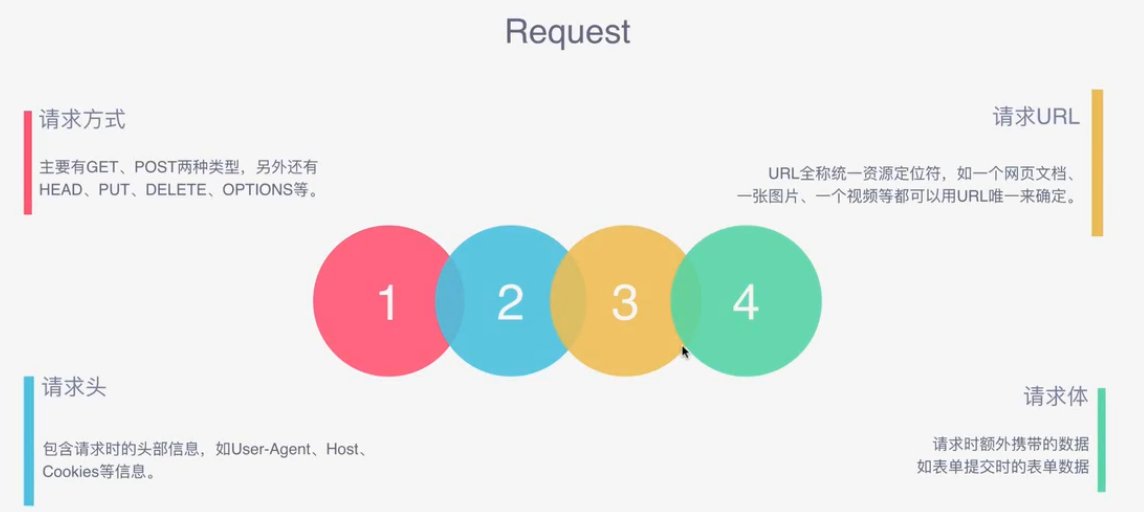 Request
请求方式
主要有GET、POST两种类型，另外还有
HEAD、PUT、DELETE、OPTIONS等。
请求URL
URL全称统一资源定位符，如一个网页文档、
一张图片、一个视频等都可以用URL唯一来确定。
1
2
3
4
请求头
包含请求时的头部信息，如User-Agent、Host、
Cookies等信息。
请求体
请求时额外携带的数据
如表单提交时的表单数据